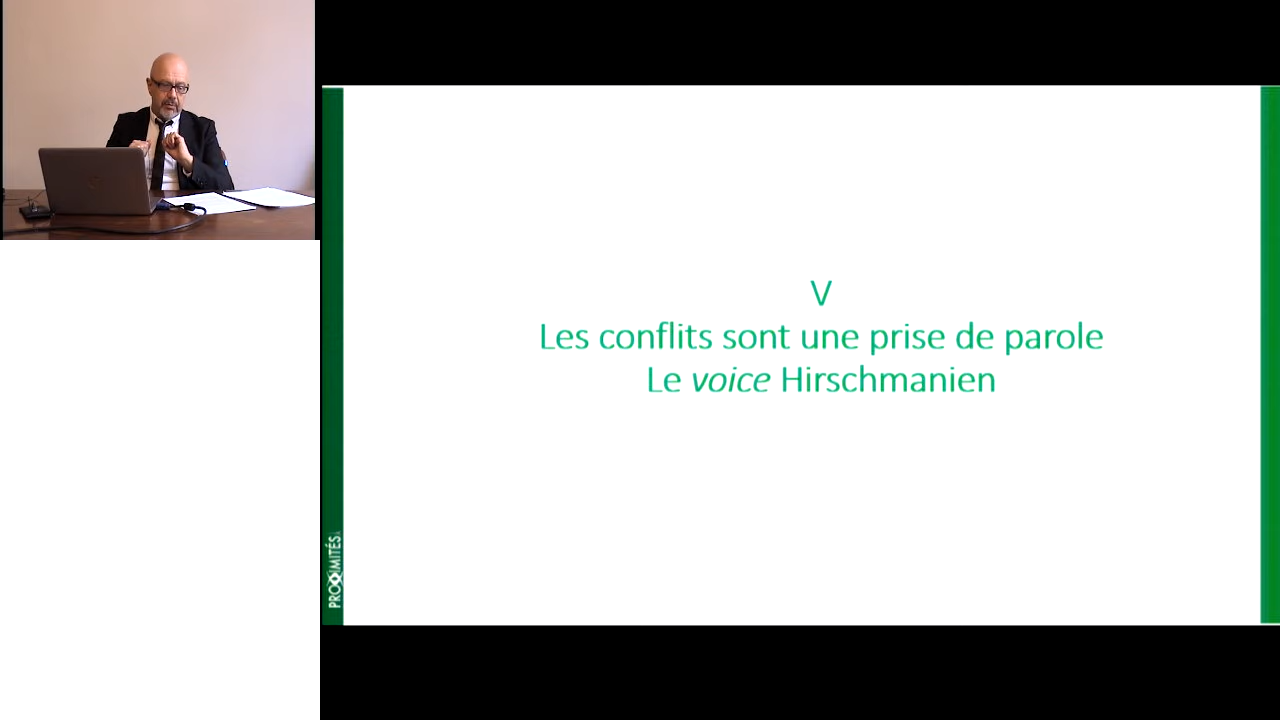 V
Les conflits sont une prise de parole
Le voice Hirschmanien
PROXIMITÉS